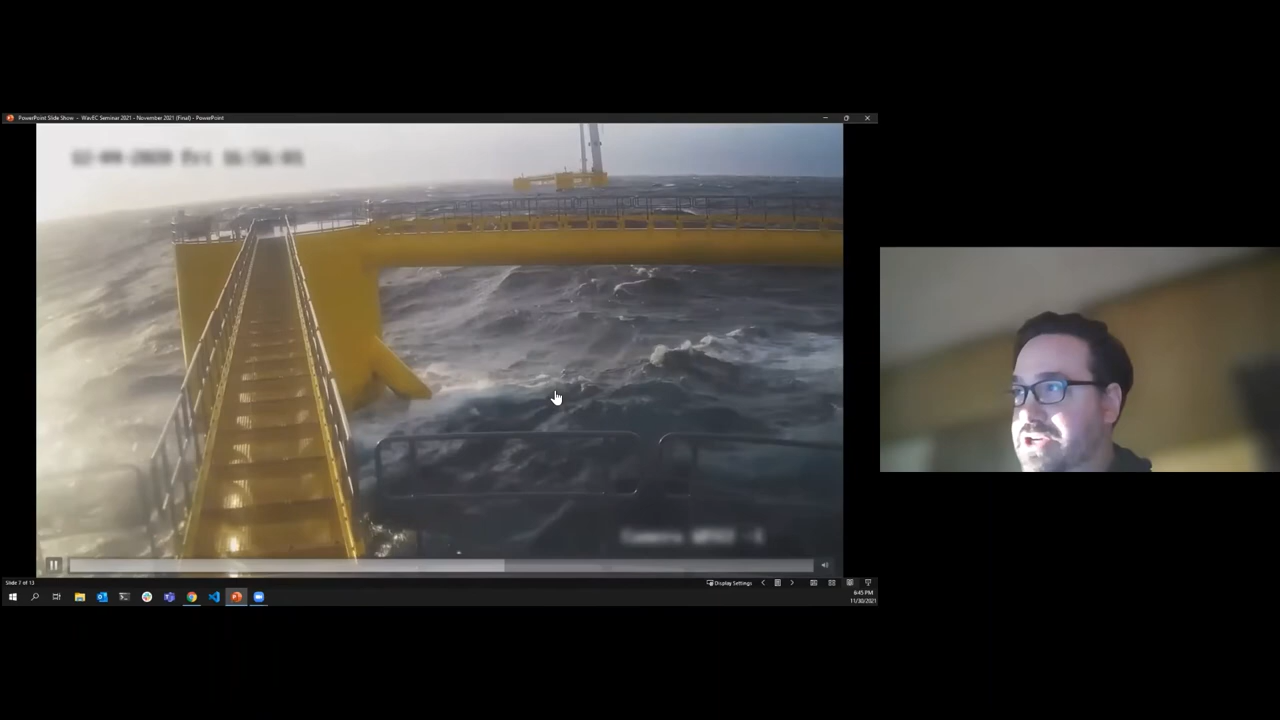 PowerPoint Slide Show - WavEC Seminar 2021 - November 2021 (Final) - PowerPoint
Slide 7 of 13
Display Settings
6:45 PM
11/30/2021